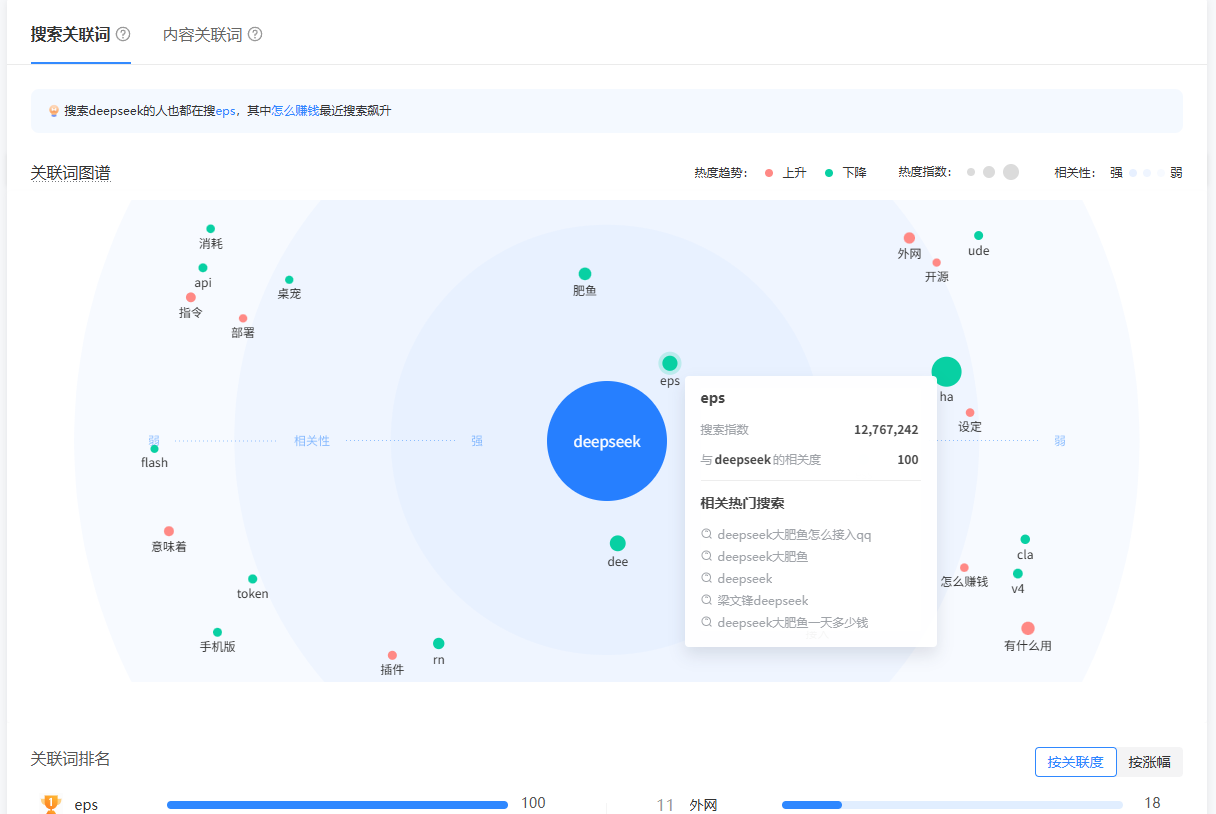 搜索关联词 内容关联词
搜索deepseek的人也都在搜eps，其中怎么赚钱最近搜索飙升
关联词图谱 热度趋势： 上升 下降 热度指数： 相关性： 强 弱
消耗
api
指令
桌宠
部署
肥鱼
外网
ude
开源
eps
ha
设定
弱 相关性 强 deepseek 弱
flash
意味着
token
手机版
插件
rn
dee
cla
怎么赚钱
v4
有什么用
eps
搜索指数 12,767,242
与deepseek的相关度 100
相关热门搜索
deepseek大肥鱼怎么接入qq
deepseek大肥鱼
deepseek
梁文锋deepseek
deepseek大肥鱼一天多少钱
关联词排名 按关联度 按涨幅
1 eps 100 11 外网 18